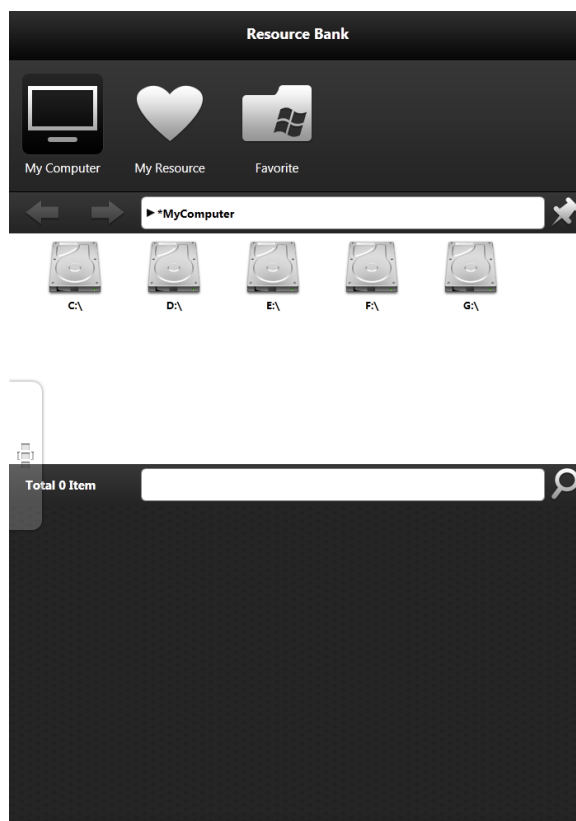 Resource Bank
My Computer My Resource Favorite
▶*MyComputer
C:\ D:\ E:\ F:\ G:\
Total 0 Item